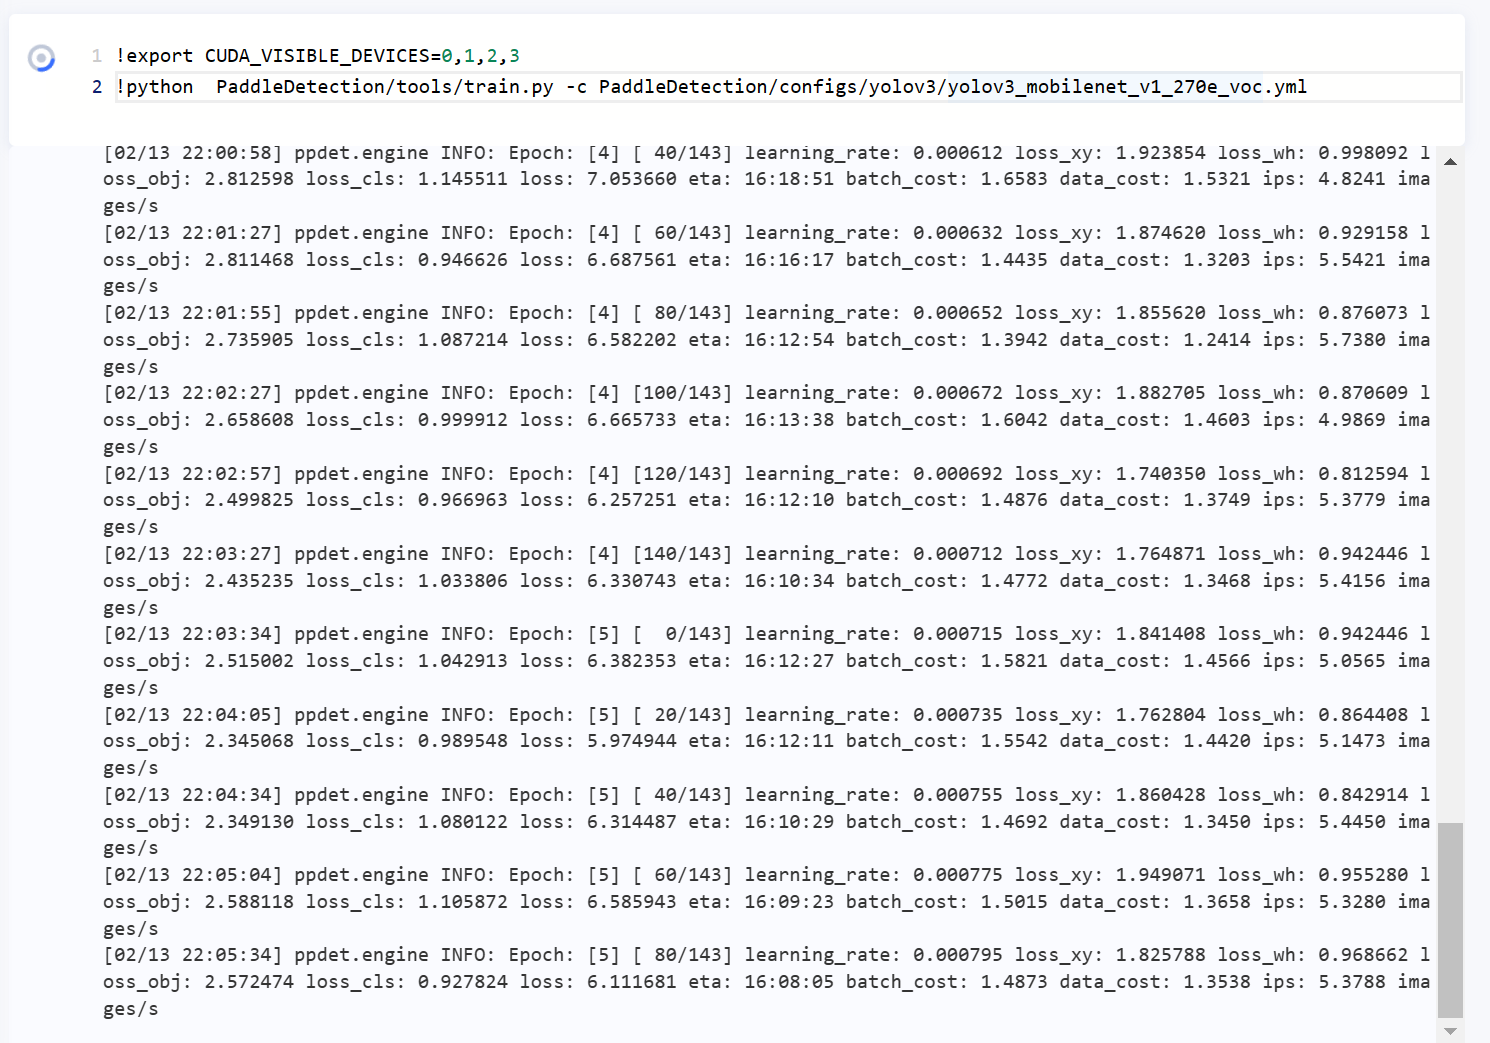 1 !export CUDA_VISIBLE_DEVICES=0,1,2,3
2 !python  PaddleDetection/tools/train.py -c PaddleDetection/configs/yolov3/yolov3_mobilenet_v1_270e_voc.yml
[02/13 22:00:58] ppdet.engine INFO: Epoch: [4] [ 40/143] learning_rate: 0.000612 loss_xy: 1.923854 loss_wh: 0.998092 l
oss_obj: 2.812598 loss_cls: 1.145511 loss: 7.053660 eta: 16:18:51 batch_cost: 1.6583 data_cost: 1.5321 ips: 4.8241 ima
ges/s
[02/13 22:01:27] ppdet.engine INFO: Epoch: [4] [ 60/143] learning_rate: 0.000632 loss_xy: 1.874620 loss_wh: 0.929158 l
oss_obj: 2.811468 loss_cls: 0.946626 loss: 6.687561 eta: 16:16:17 batch_cost: 1.4435 data_cost: 1.3203 ips: 5.5421 ima
ges/s
[02/13 22:01:55] ppdet.engine INFO: Epoch: [4] [ 80/143] learning_rate: 0.000652 loss_xy: 1.855620 loss_wh: 0.876073 l
oss_obj: 2.735905 loss_cls: 1.087214 loss: 6.582202 eta: 16:12:54 batch_cost: 1.3942 data_cost: 1.2414 ips: 5.7380 ima
ges/s
[02/13 22:02:27] ppdet.engine INFO: Epoch: [4] [100/143] learning_rate: 0.000672 loss_xy: 1.882705 loss_wh: 0.870609 l
oss_obj: 2.658608 loss_cls: 0.999912 loss: 6.665733 eta: 16:13:38 batch_cost: 1.6042 data_cost: 1.4603 ips: 4.9869 ima
ges/s
[02/13 22:02:57] ppdet.engine INFO: Epoch: [4] [120/143] learning_rate: 0.000692 loss_xy: 1.740350 loss_wh: 0.812594 l
oss_obj: 2.499825 loss_cls: 0.966963 loss: 6.257251 eta: 16:12:10 batch_cost: 1.4876 data_cost: 1.3749 ips: 5.3779 ima
ges/s
[02/13 22:03:27] ppdet.engine INFO: Epoch: [4] [140/143] learning_rate: 0.000712 loss_xy: 1.764871 loss_wh: 0.942446 l
oss_obj: 2.435235 loss_cls: 1.033806 loss: 6.330743 eta: 16:10:34 batch_cost: 1.4772 data_cost: 1.3468 ips: 5.4156 ima
ges/s
[02/13 22:03:34] ppdet.engine INFO: Epoch: [5] [  0/143] learning_rate: 0.000715 loss_xy: 1.841408 loss_wh: 0.942446 l
oss_obj: 2.515002 loss_cls: 1.042913 loss: 6.382353 eta: 16:12:27 batch_cost: 1.5821 data_cost: 1.4566 ips: 5.0565 ima
ges/s
[02/13 22:04:05] ppdet.engine INFO: Epoch: [5] [ 20/143] learning_rate: 0.000735 loss_xy: 1.762804 loss_wh: 0.864408 l
oss_obj: 2.345068 loss_cls: 0.989548 loss: 5.974944 eta: 16:12:11 batch_cost: 1.5542 data_cost: 1.4420 ips: 5.1473 ima
ges/s
[02/13 22:04:34] ppdet.engine INFO: Epoch: [5] [ 40/143] learning_rate: 0.000755 loss_xy: 1.860428 loss_wh: 0.842914 l
oss_obj: 2.349130 loss_cls: 1.080122 loss: 6.314487 eta: 16:10:29 batch_cost: 1.4692 data_cost: 1.3450 ips: 5.4450 ima
ges/s
[02/13 22:05:04] ppdet.engine INFO: Epoch: [5] [ 60/143] learning_rate: 0.000775 loss_xy: 1.949071 loss_wh: 0.955280 l
oss_obj: 2.588118 loss_cls: 1.105872 loss: 6.585943 eta: 16:09:23 batch_cost: 1.5015 data_cost: 1.3658 ips: 5.3280 ima
ges/s
[02/13 22:05:34] ppdet.engine INFO: Epoch: [5] [ 80/143] learning_rate: 0.000795 loss_xy: 1.825788 loss_wh: 0.968662 l
oss_obj: 2.572474 loss_cls: 0.927824 loss: 6.111681 eta: 16:08:05 batch_cost: 1.4873 data_cost: 1.3538 ips: 5.3788 ima
ges/s